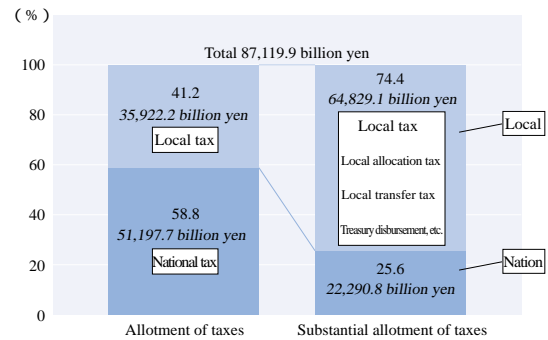 ( % )
Total 87,119.9 billion yen
100
80
60
40
20
0
41.2
35,922.2 billion yen
Local tax
58.8
51,197.7 billion yen
National tax
74.4
64,829.1 billion yen
Local tax
Local allocation tax
Local transfer tax
Treasury disbursement, etc.
25.6
22,290.8 billion yen
Local
Nation
Allotment of taxes
Substantial allotment of taxes